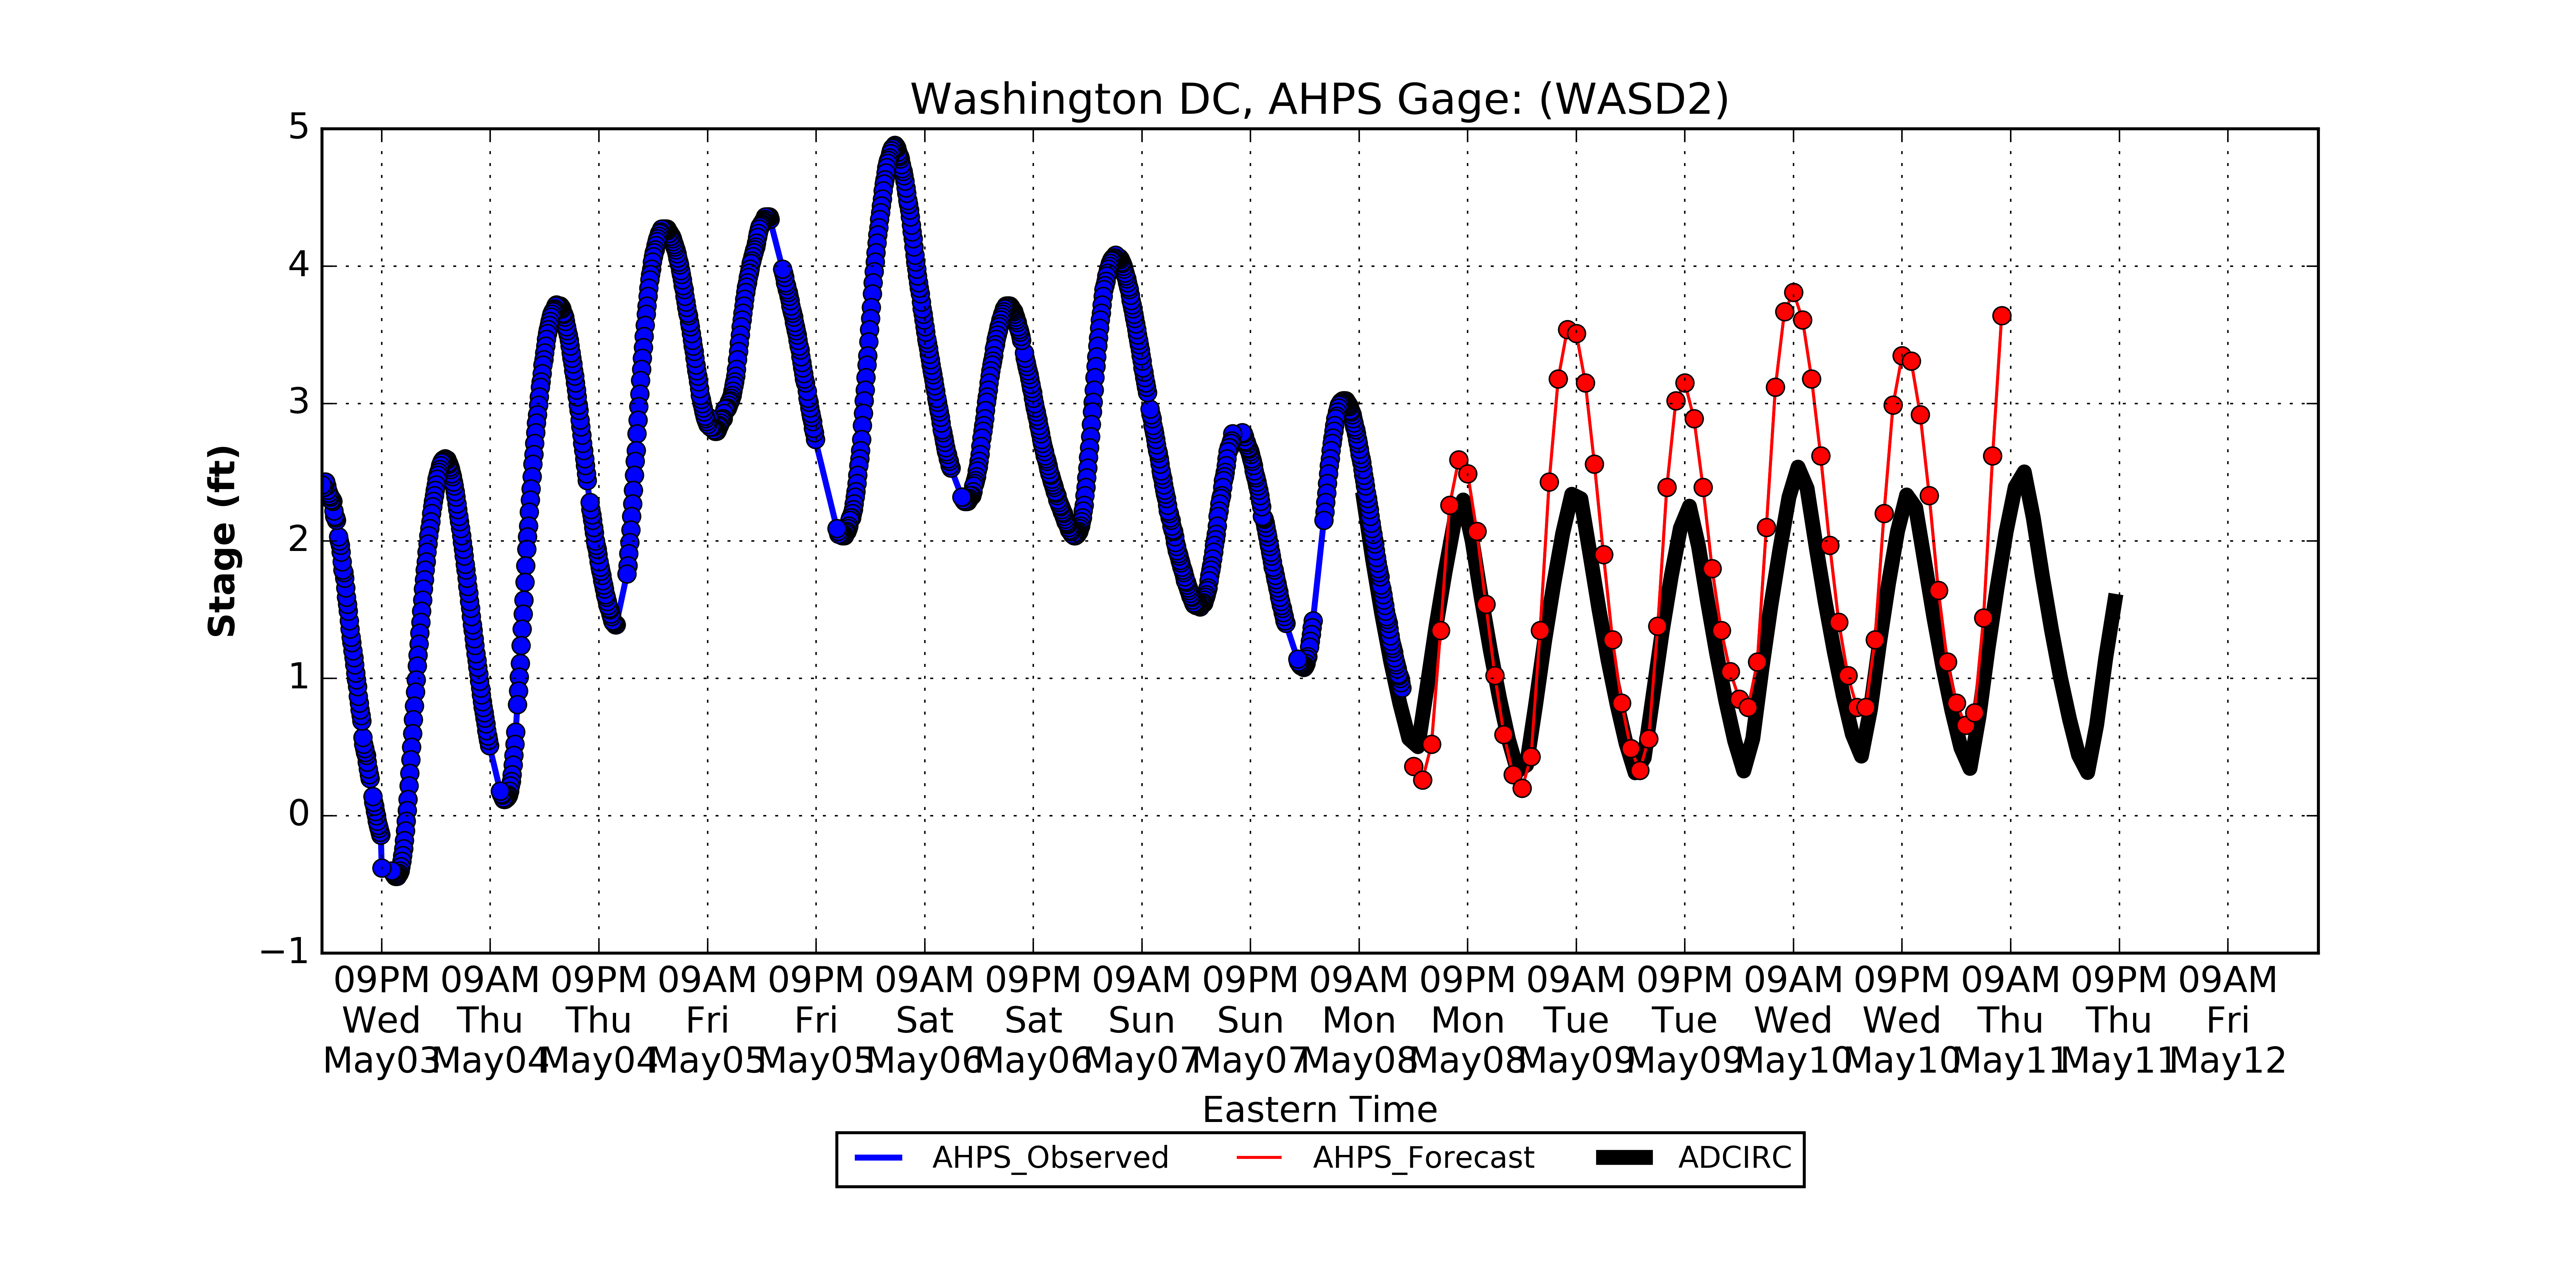 Washington DC, AHPS Gage: (WASD2)
5
4
3
2
1
0
−1
Stage (ft)
09PM 09AM 09PM 09AM 09PM 09AM 09PM 09AM 09PM 09AM 09PM 09AM 09PM 09AM 09PM 09AM 09PM 09AM
Wed Thu Thu Fri Fri Sat Sat Sun Sun Mon Mon Tue Tue Wed Wed Thu Thu Fri
May03 May04 May04 May05 May05 May06 May06 May07 May07 May08 May08 May09 May09 May10 May10 May11 May11 May12
Eastern Time
AHPS_Observed AHPS_Forecast ADCIRC